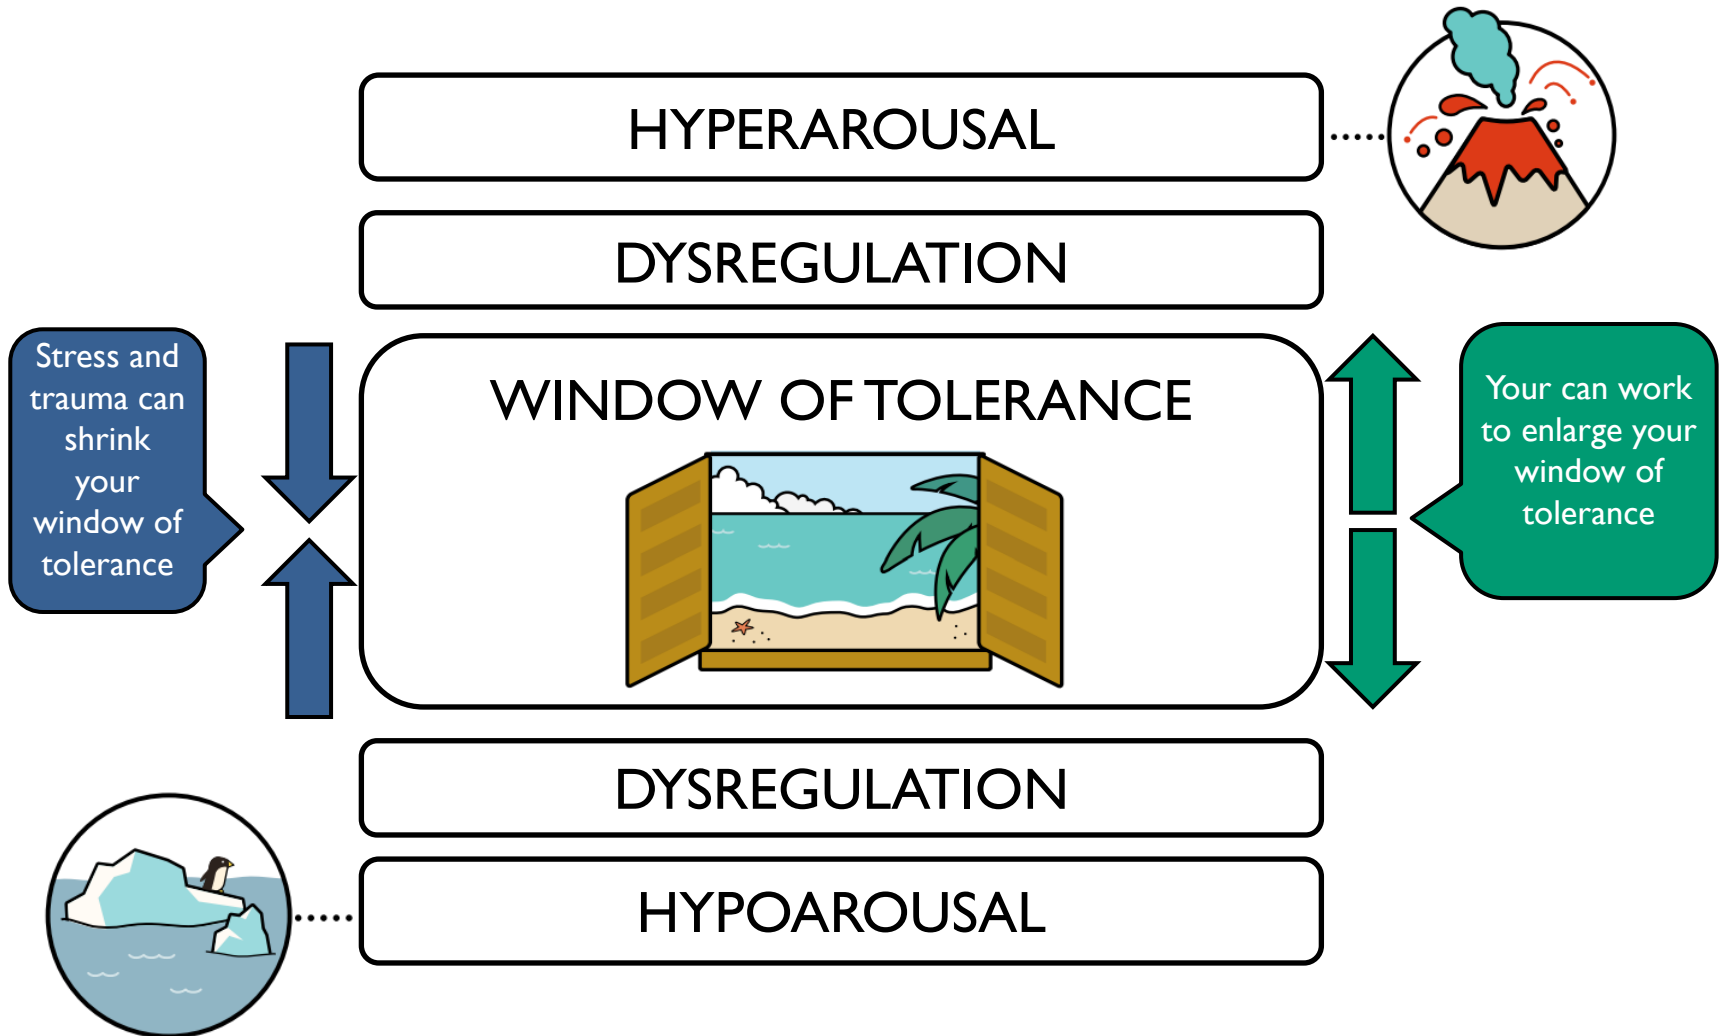 HYPERAROUSAL
DYSREGULATION
Stress and
trauma can
shrink
your
window of
tolerance
WINDOW OF TOLERANCE
Your can work
to enlarge your
window of
tolerance
DYSREGULATION
HYPOAROUSAL